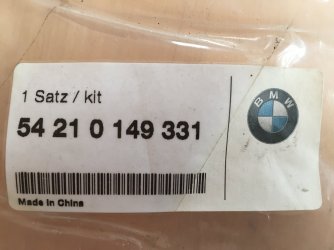 1 Satz / kit
BMW
54 21 0 149 331
Made in China